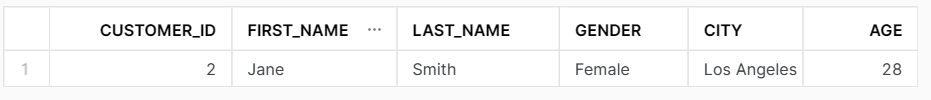 CUSTOMER_ID FIRST_NAME ... LAST_NAME GENDER CITY AGE
1 2 Jane Smith Female Los Angeles 28